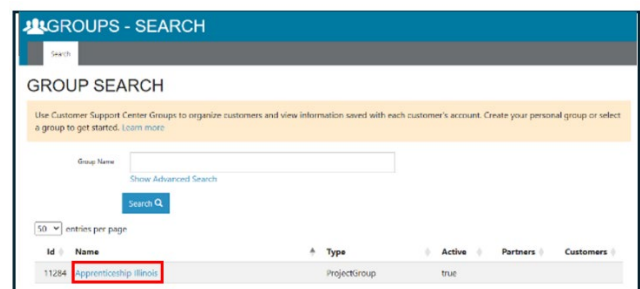 GROUPS - SEARCH
Search
GROUP SEARCH
Use Customer Support Center Groups to organize customers and view information saved with each customer's account. Create your personal group or select
a group to get started. Learn more
Group Name
Show Advanced Search
Search
50 entries per page
Id Name Type Active Partners Customers
11284 Apprenticeship Illinois ProjectGroup true